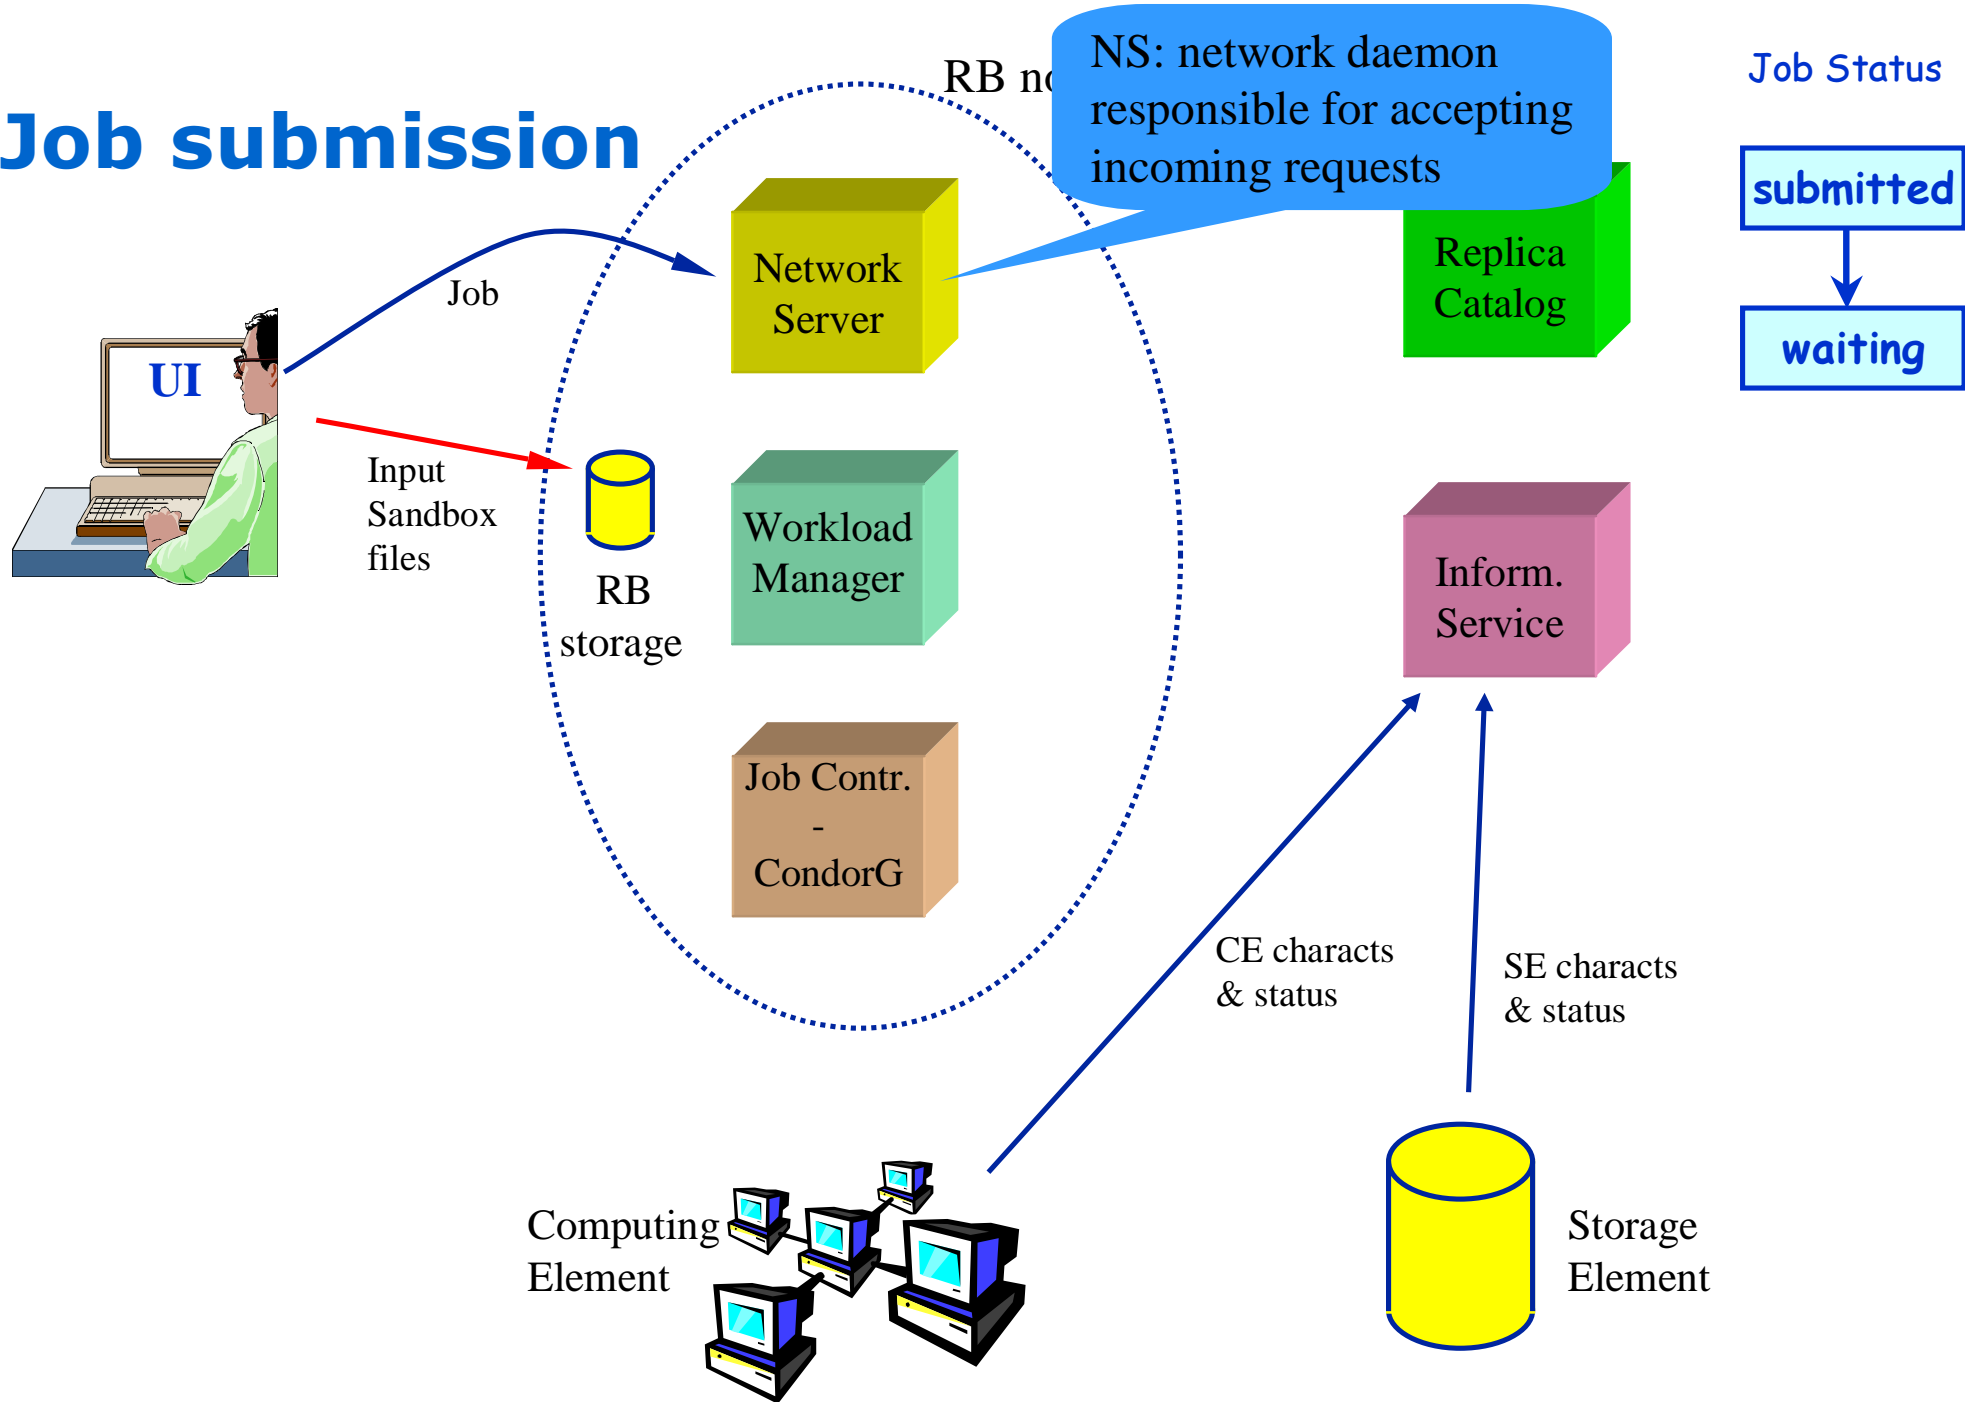 Job submission
RB
NS: network daemon
responsible for accepting
incoming requests
Job Status
submitted
waiting
Network
Server
Replica
Catalog
Job
UI
Input
Sandbox
files
RB
storage
Workload
Manager
Inform.
Service
Job Contr.
-
CondorG
CE characts
& status
SE characts
& status
Computing
Element
Storage
Element